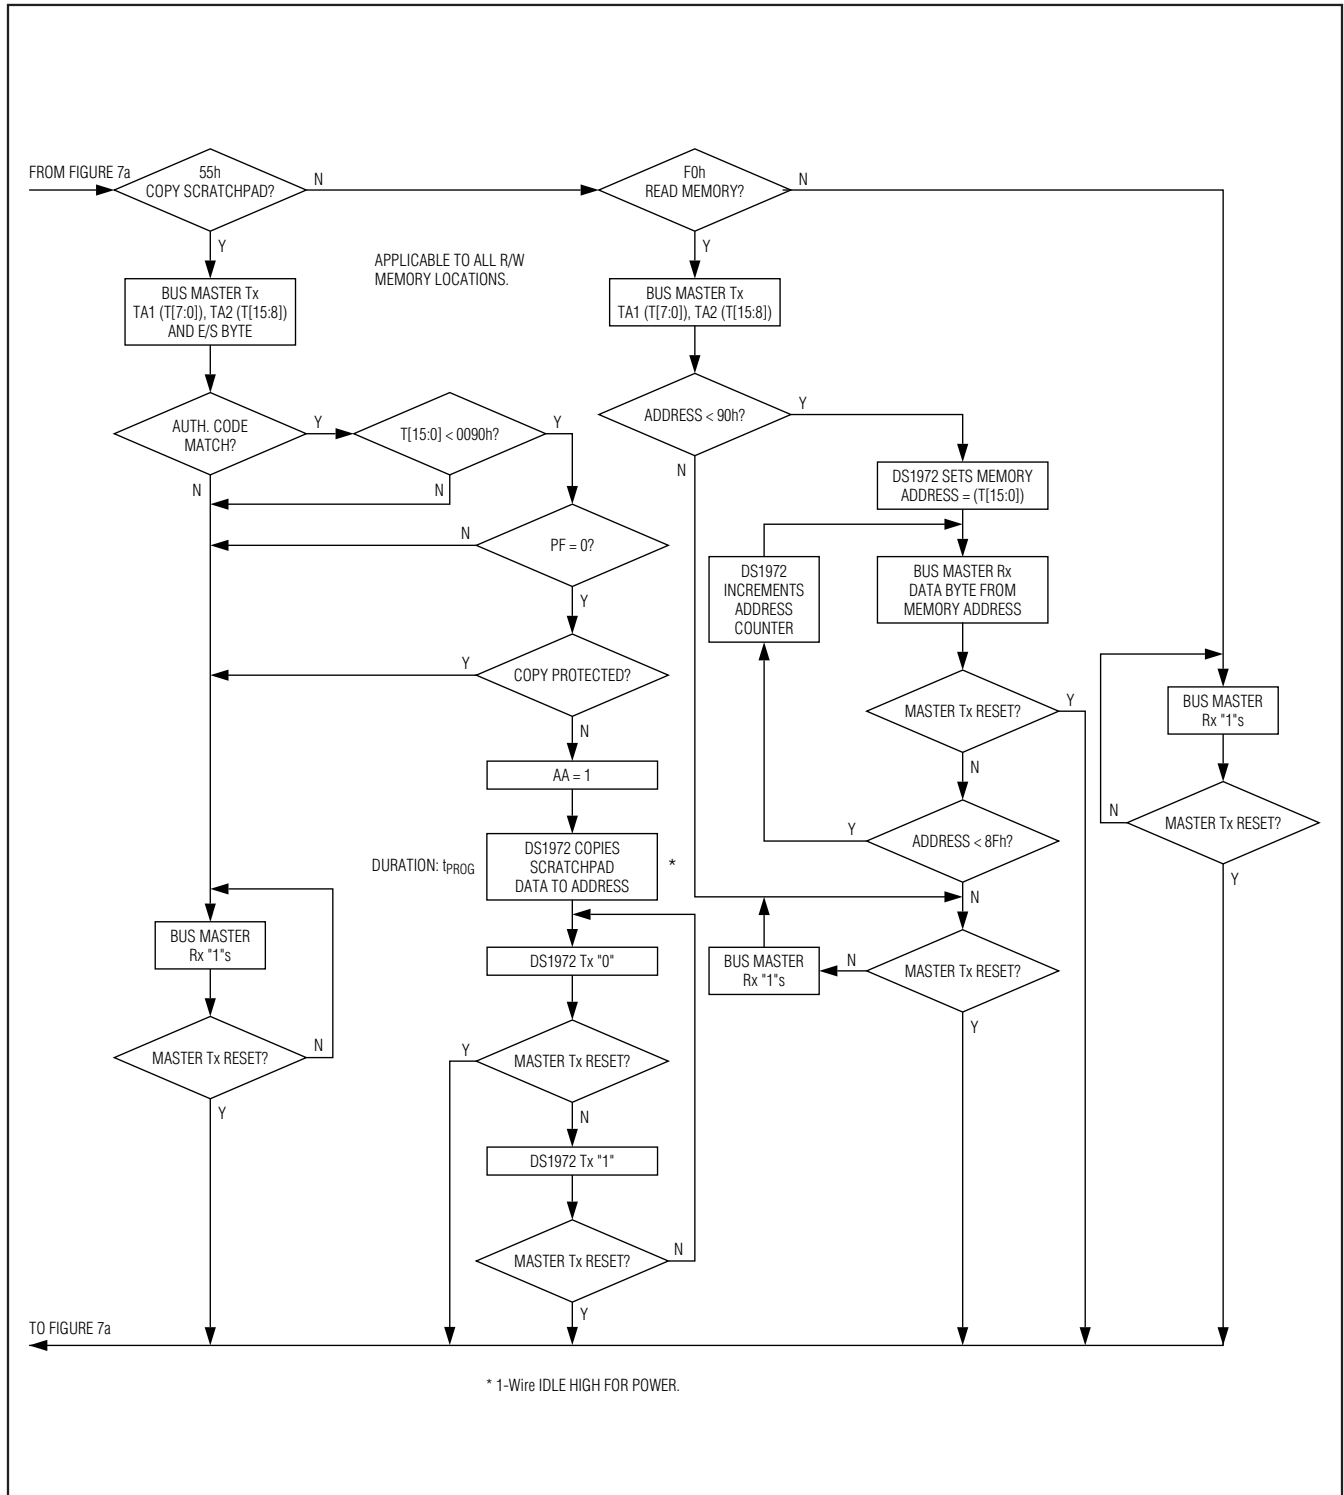 FROM FIGURE 7a
55h
COPY SCRATCHPAD?
N
Y
APPLICABLE TO ALL R/W
MEMORY LOCATIONS.
BUS MASTER Tx
TA1 (T[7:0]), TA2 (T[15:8])
AND E/S BYTE
AUTH. CODE
MATCH?
Y
N
T[15:0] < 0090h?
Y
N
PF = 0?
N
Y
COPY PROTECTED?
Y
N
AA = 1
DURATION: tPROG
DS1972 COPIES
SCRATCHPAD
DATA TO ADDRESS
*
BUS MASTER
Rx "1"s
MASTER Tx RESET?
N
Y
DS1972 Tx "0"
MASTER Tx RESET?
Y
N
DS1972 Tx "1"
MASTER Tx RESET?
N
Y
F0h
READ MEMORY?
N
Y
BUS MASTER Tx
TA1 (T[7:0]), TA2 (T[15:8])
ADDRESS < 90h?
Y
N
DS1972 SETS MEMORY
ADDRESS = (T[15:0])
DS1972
INCREMENTS
ADDRESS
COUNTER
BUS MASTER Rx
DATA BYTE FROM
MEMORY ADDRESS
MASTER Tx RESET?
Y
N
ADDRESS < 8Fh?
Y
N
BUS MASTER
Rx "1"s
N
MASTER Tx RESET?
Y
BUS MASTER
Rx "1"s
N
MASTER Tx RESET?
Y
TO FIGURE 7a
* 1-Wire IDLE HIGH FOR POWER.